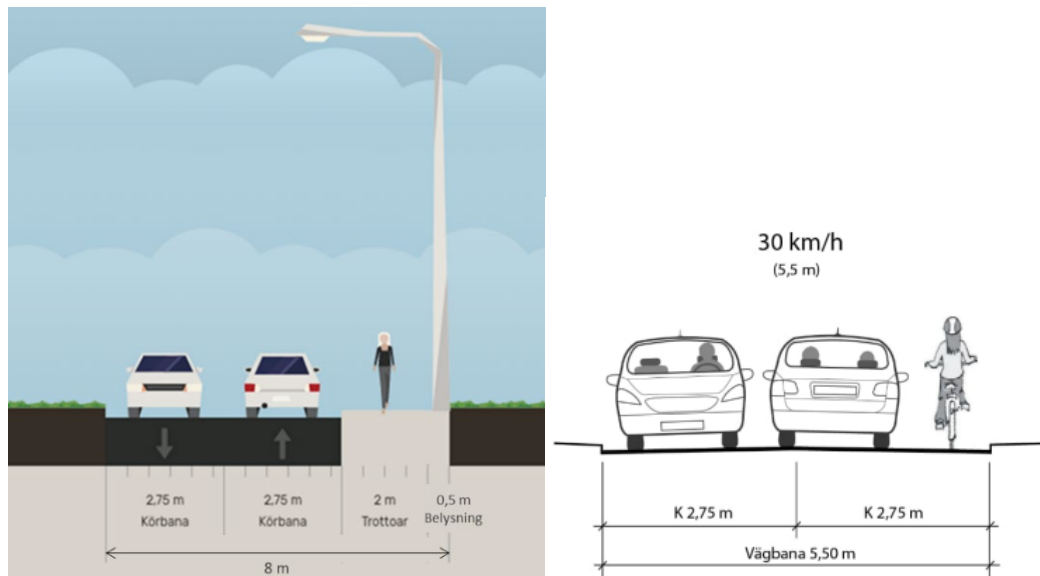 2,75 m
Körbana
2,75 m
Körbana
2 m
Trottoar
0,5 m
Belysning
8 m
30 km/h
(5,5 m)
K 2,75 m
K 2,75 m
Vägbana 5,50 m